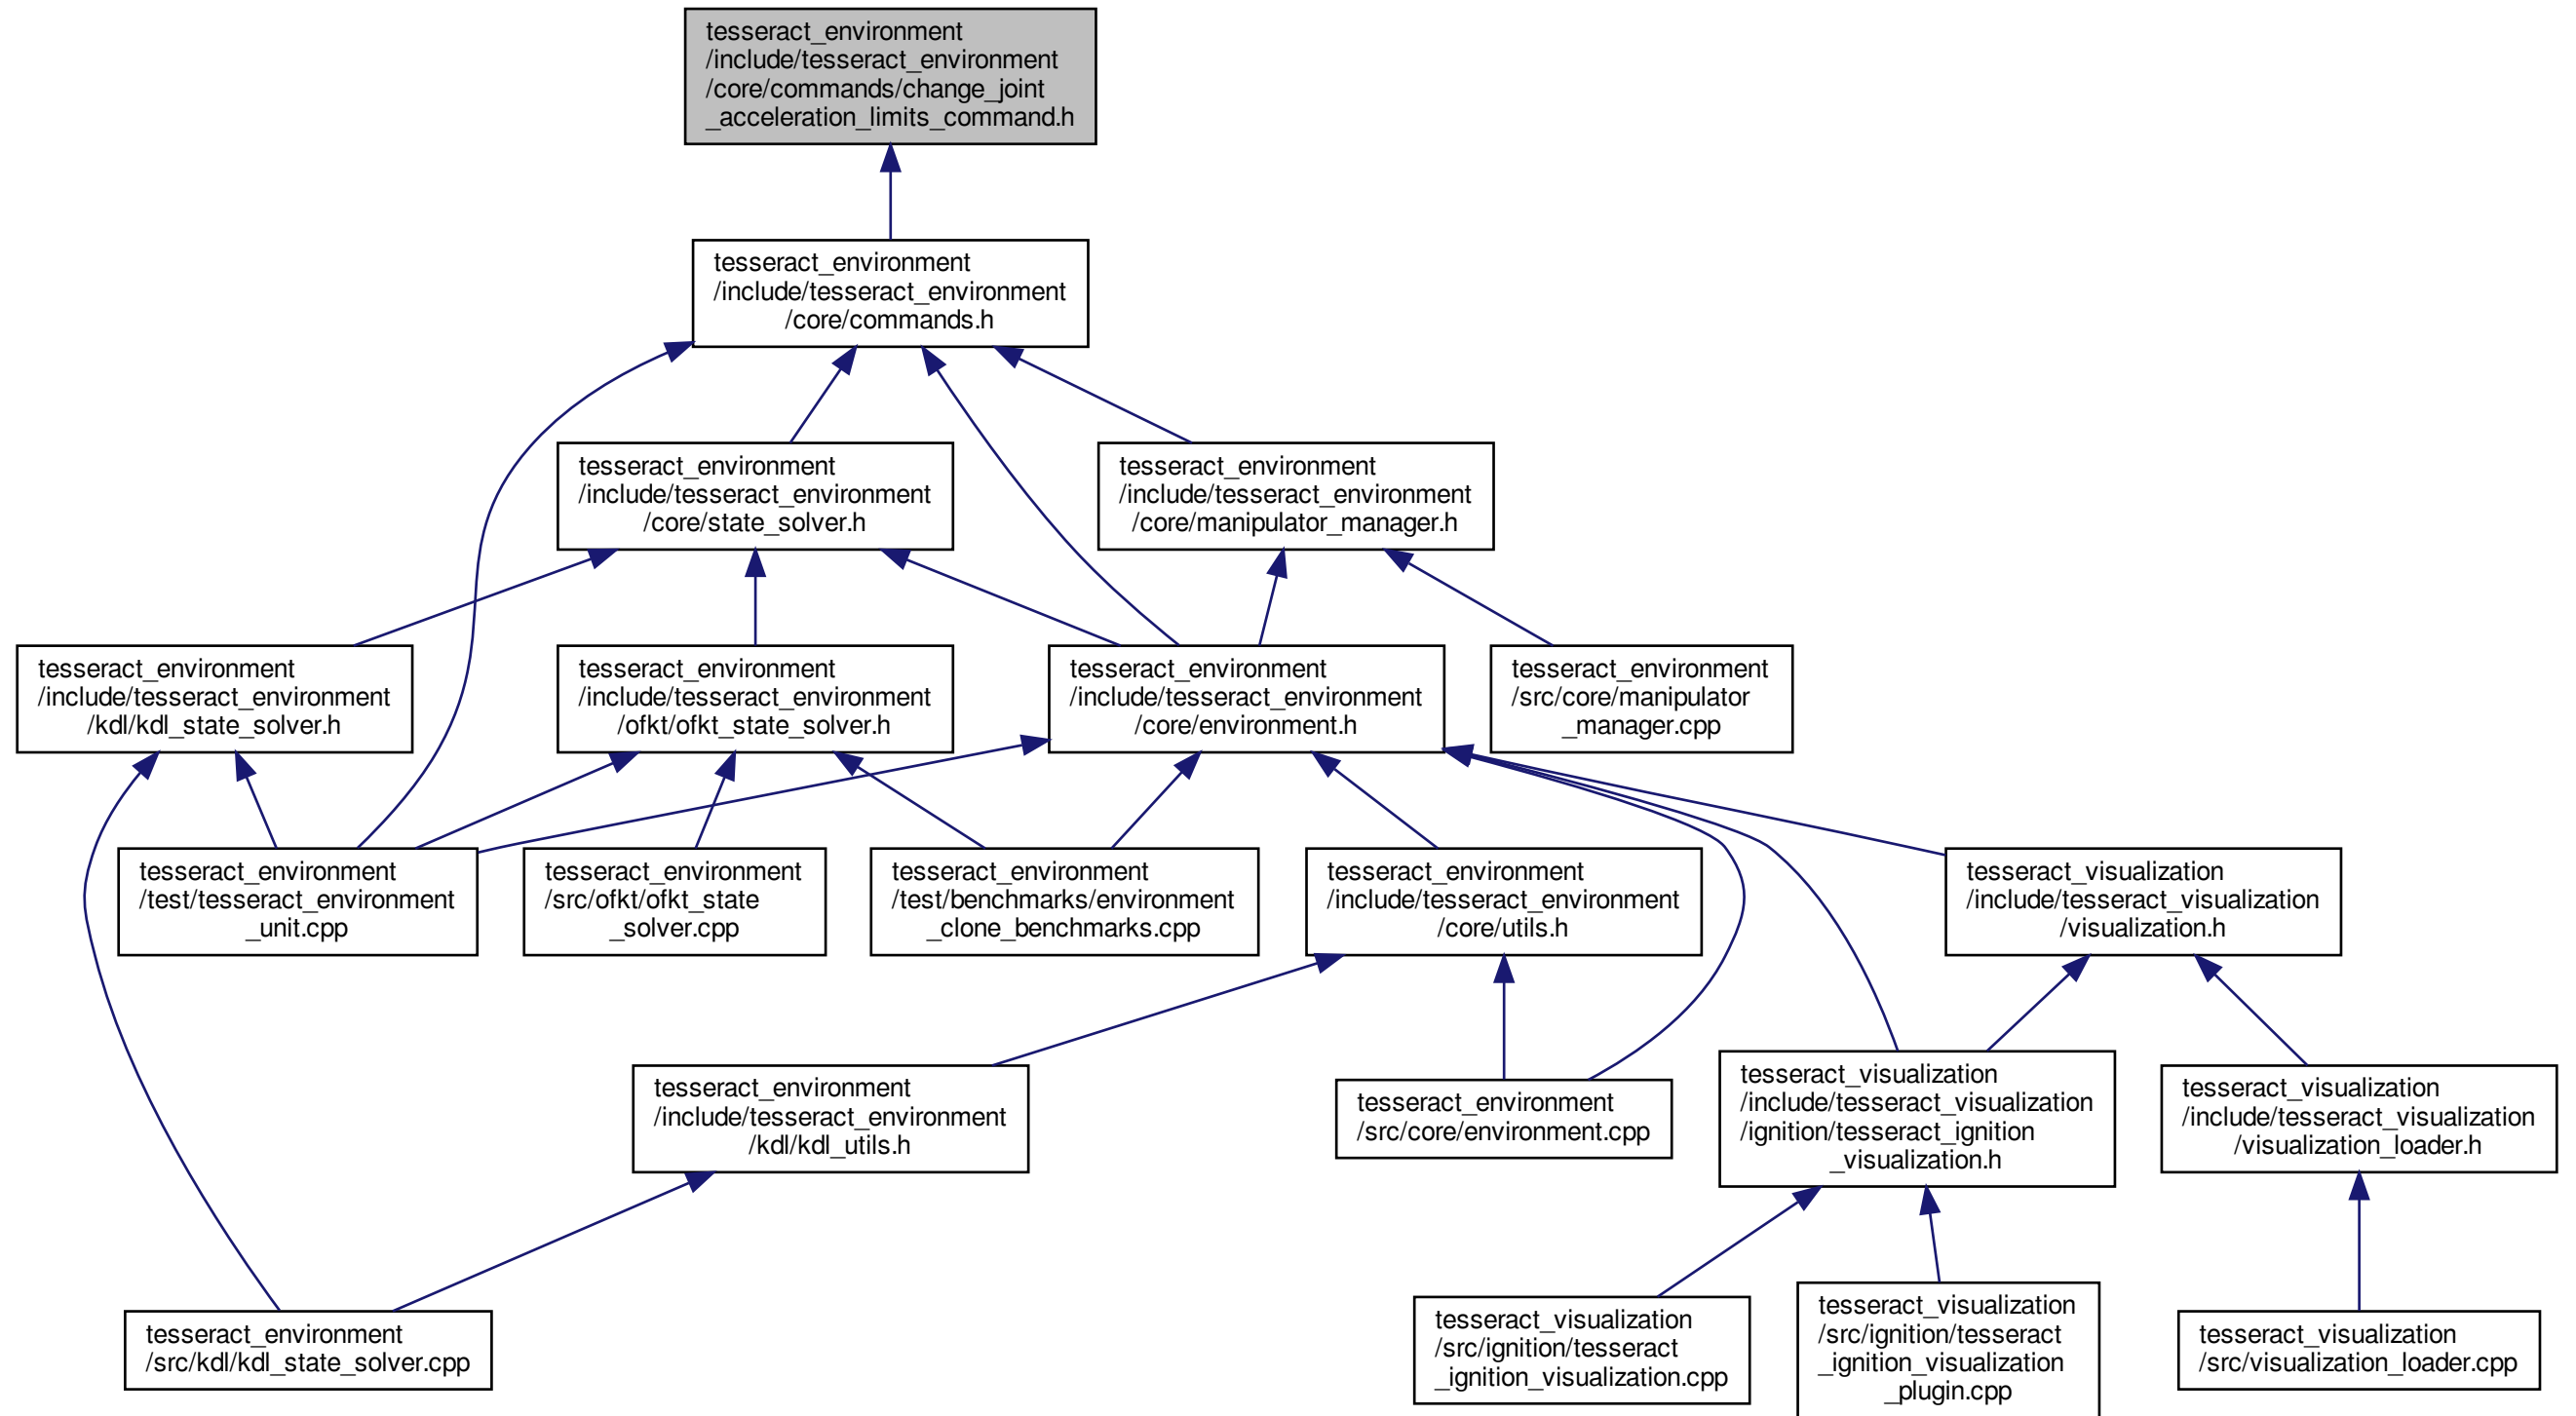 tesseract_environment
/include/tesseract_environment
/core/commands/change_joint
_acceleration_limits_command.h
tesseract_environment
/include/tesseract_environment
/core/commands.h
tesseract_environment
/include/tesseract_environment
/core/state_solver.h
tesseract_environment
/include/tesseract_environment
/core/manipulator_manager.h
tesseract_environment
/include/tesseract_environment
/kdl/kdl_state_solver.h
tesseract_environment
/include/tesseract_environment
/ofkt/ofkt_state_solver.h
tesseract_environment
/include/tesseract_environment
/core/environment.h
tesseract_environment
/src/core/manipulator
_manager.cpp
tesseract_environment
/test/tesseract_environment
_unit.cpp
tesseract_environment
/src/ofkt/ofkt_state
_solver.cpp
tesseract_environment
/test/benchmarks/environment
_clone_benchmarks.cpp
tesseract_environment
/include/tesseract_environment
/core/utils.h
tesseract_visualization
/include/tesseract_visualization
/visualization.h
tesseract_environment
/include/tesseract_environment
/kdl/kdl_utils.h
tesseract_environment
/src/core/environment.cpp
tesseract_visualization
/include/tesseract_visualization
/ignition/tesseract_ignition
_visualization.h
tesseract_visualization
/include/tesseract_visualization
/visualization_loader.h
tesseract_environment
/src/kdl/kdl_state_solver.cpp
tesseract_visualization
/src/ignition/tesseract
_ignition_visualization.cpp
tesseract_visualization
/src/ignition/tesseract
_ignition_visualization
_plugin.cpp
tesseract_visualization
/src/visualization_loader.cpp